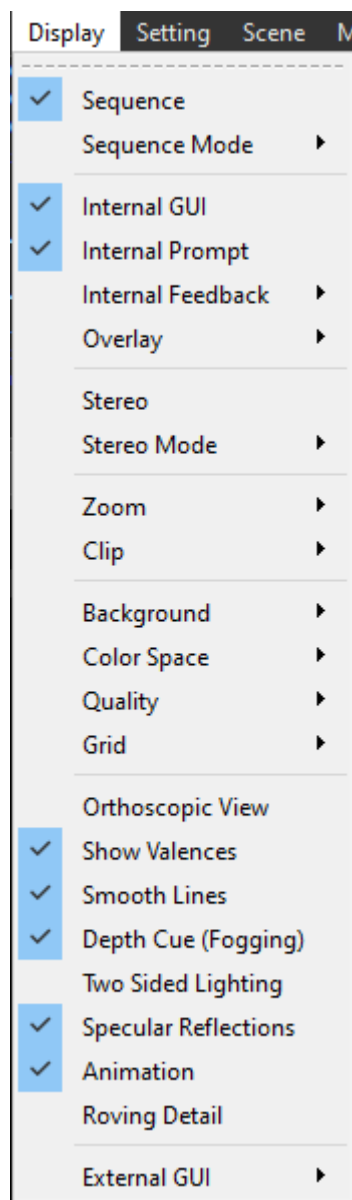 Display Setting Scene M
Sequence
Sequence Mode
Internal GUI
Internal Prompt
Internal Feedback
Overlay
Stereo
Stereo Mode
Zoom
Clip
Background
Color Space
Quality
Grid
Orthoscopic View
Show Valences
Smooth Lines
Depth Cue (Fogging)
Two Sided Lighting
Specular Reflections
Animation
Roving Detail
External GUI